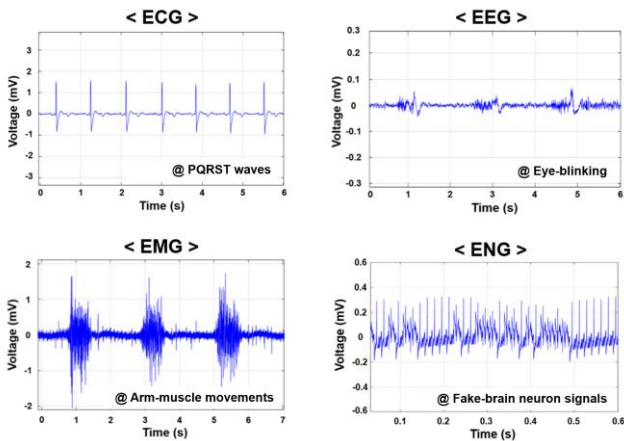 < ECG >
Voltage (mV)
3
2
1
0
-1
-2
-3
@ PQRST waves
0 1 2 3 4 5 6
Time (s)
< EEG >
Voltage (mV)
0.3
0.2
0.1
0
-0.1
-0.2
-0.3
@ Eye-blinking
0 1 2 3 4 5 6
Time (s)
< EMG >
Voltage (mV)
2
1
0
-1
-2
@ Arm-muscle movements
0 1 2 3 4 5 6 7
Time (s)
< ENG >
Voltage (mV)
0.6
0.4
0.2
0
-0.2
-0.4
-0.6
@ Fake-brain neuron signals
0.1 0.2 0.3 0.4 0.5 0.6
Time (s)